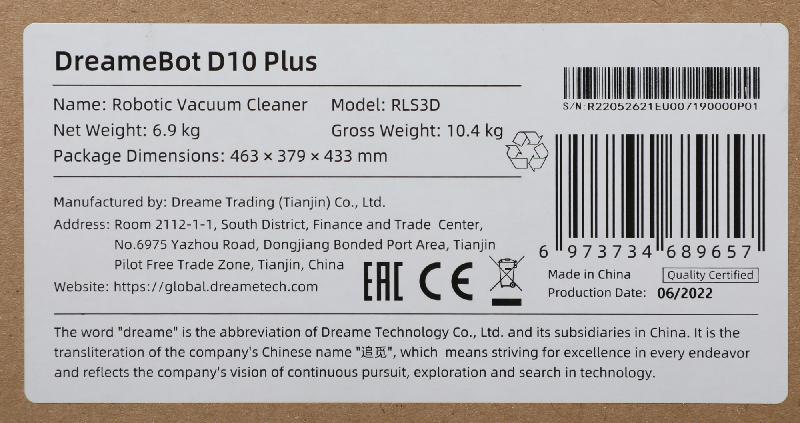 DreameBot D10 Plus
Name: Robotic Vacuum Cleaner Model: RLS3D
Net Weight: 6.9 kg Gross Weight: 10.4 kg
Package Dimensions: 463 × 379 × 433 mm
S/N:R22052621EU007190000P01
Manufactured by: Dreame Trading (Tianjin) Co., Ltd.
Address: Room 2112-1-1, South District, Finance and Trade Center,
No.6975 Yazhou Road, Dongjiang Bonded Port Area, Tianjin
Pilot Free Trade Zone, Tianjin, China
Website: https://global.dreametech.com
EAC CE
6 973734 689657
Made in China Quality Certified
Production Date: 06/2022
The word "dreame" is the abbreviation of Dreame Technology Co., Ltd. and its subsidiaries in China. It is the
transliteration of the company's Chinese name "追觅", which means striving for excellence in every endeavor
and reflects the company's vision of continuous pursuit, exploration and search in technology.